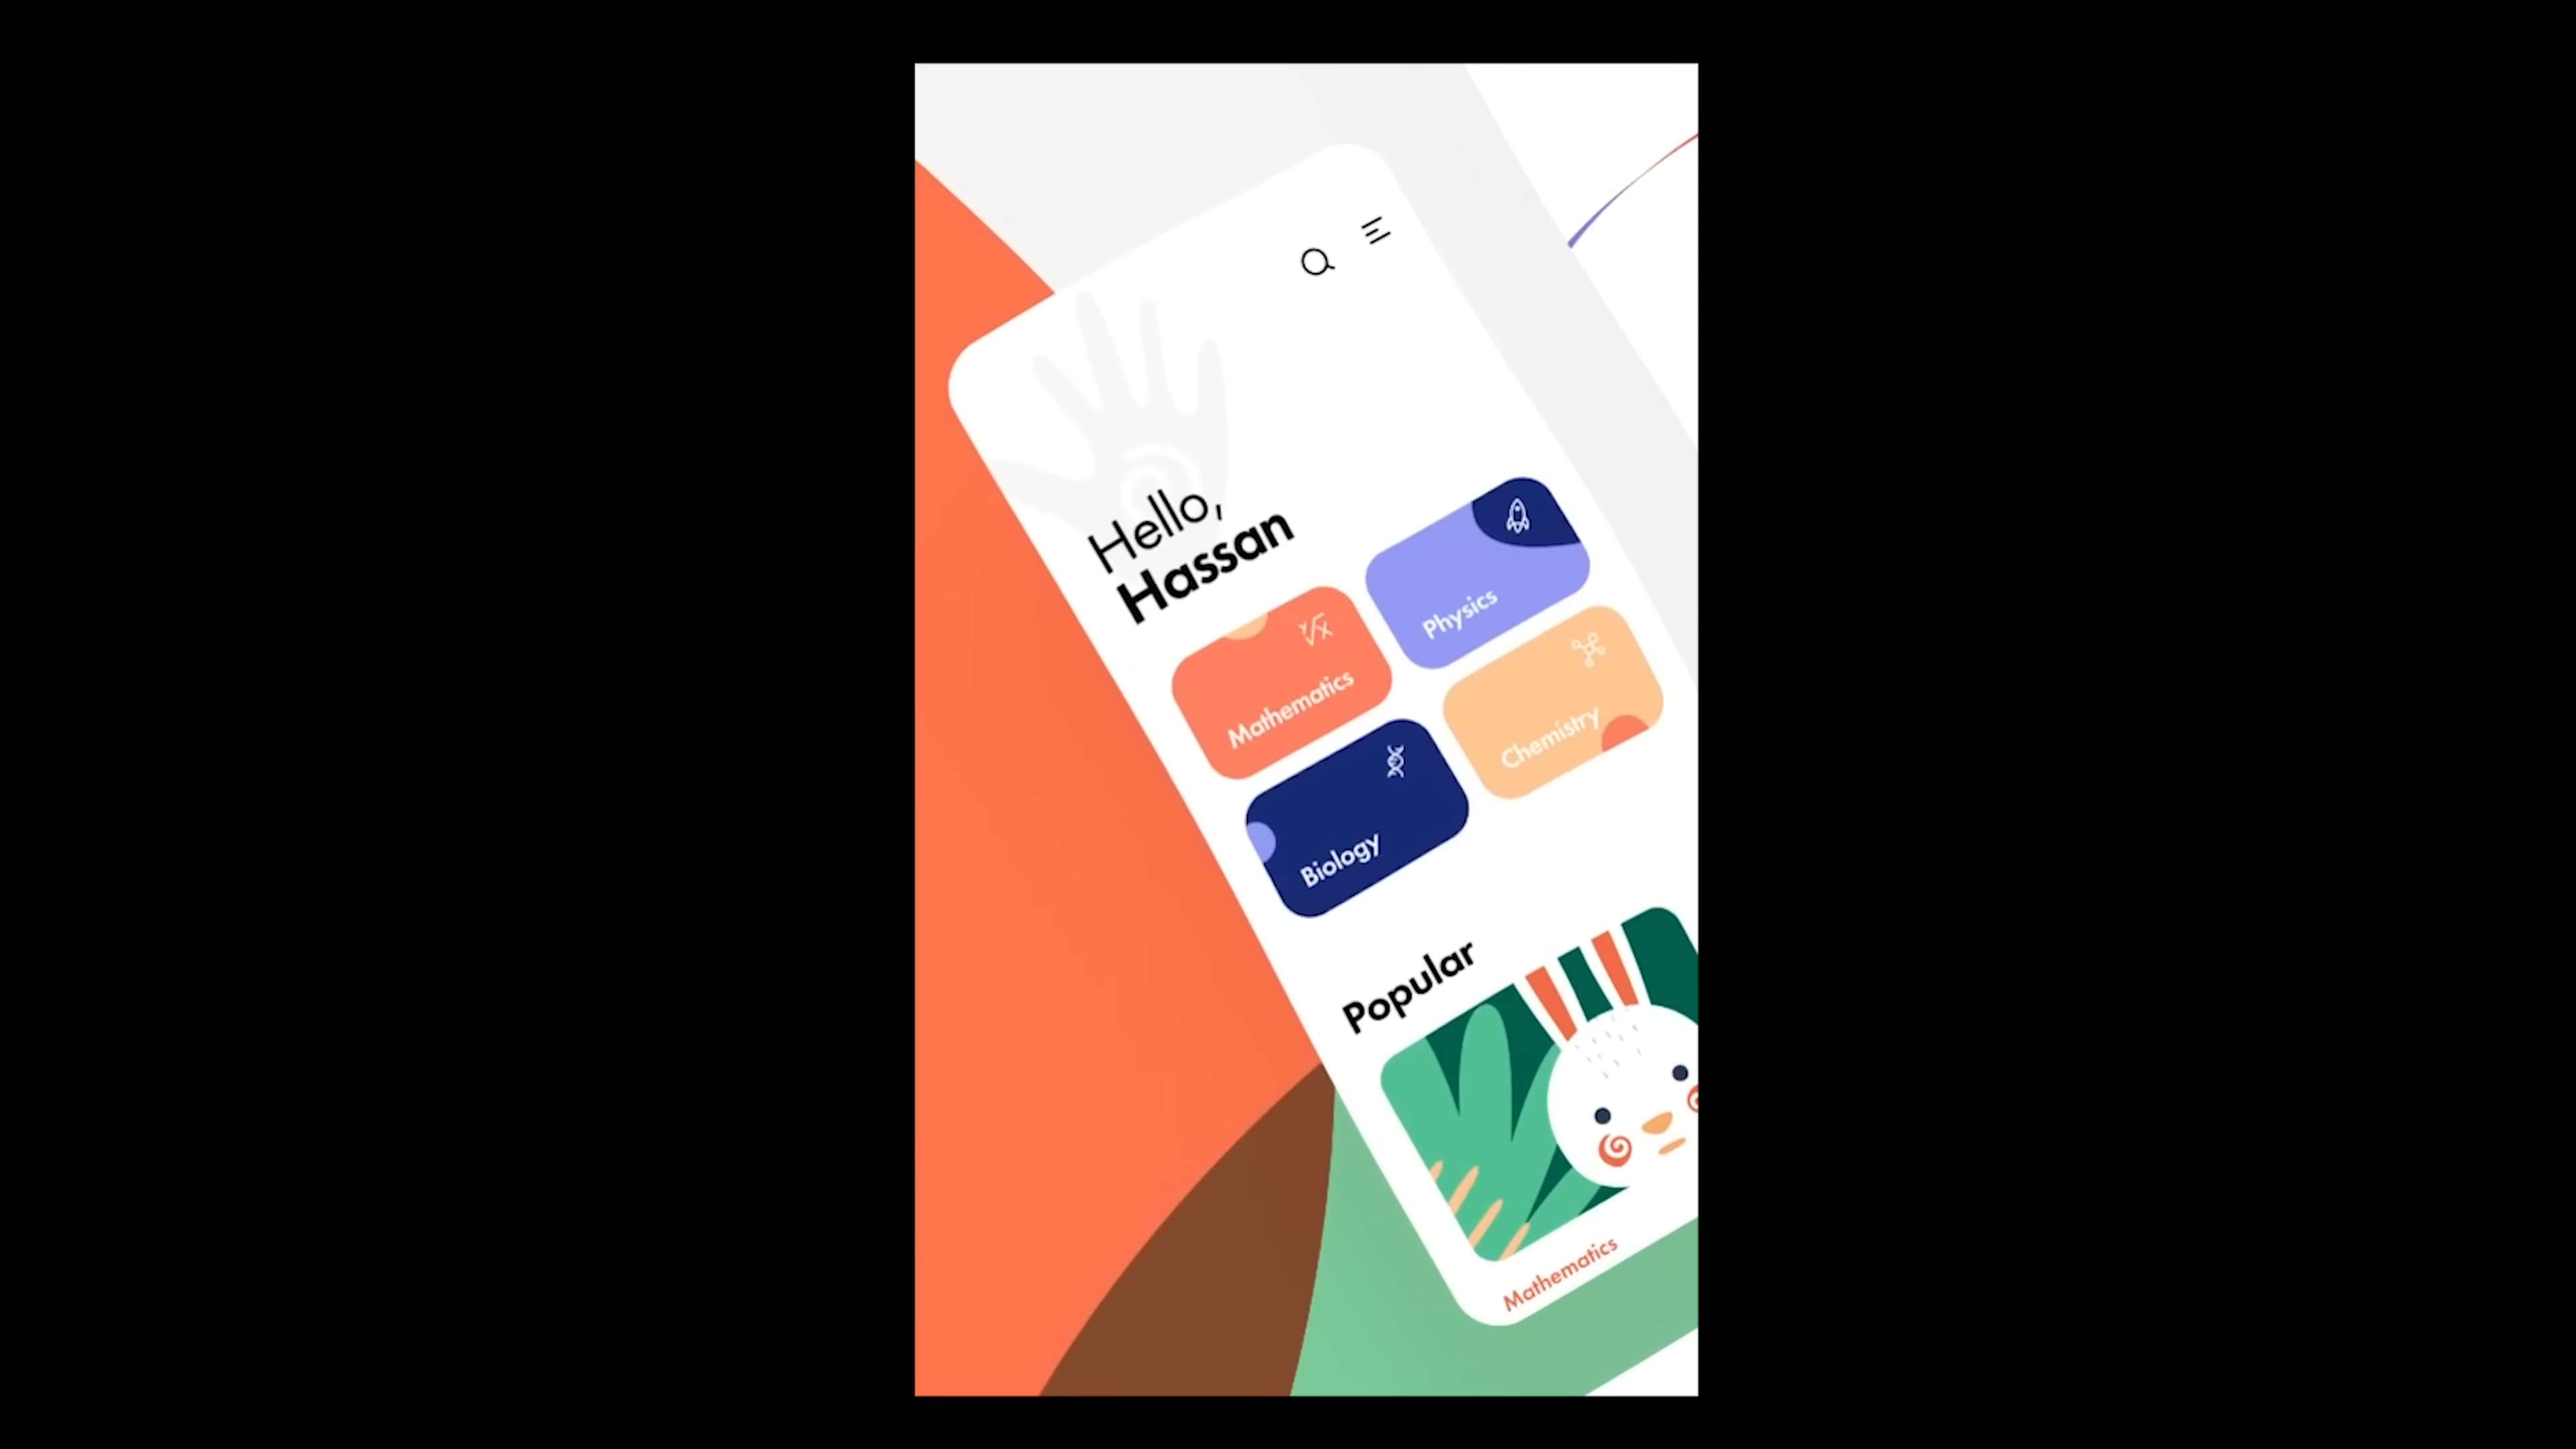 Hello,
Hassan
Mathematics
Physics
Biology
Chemistry
Popular
Mathematics